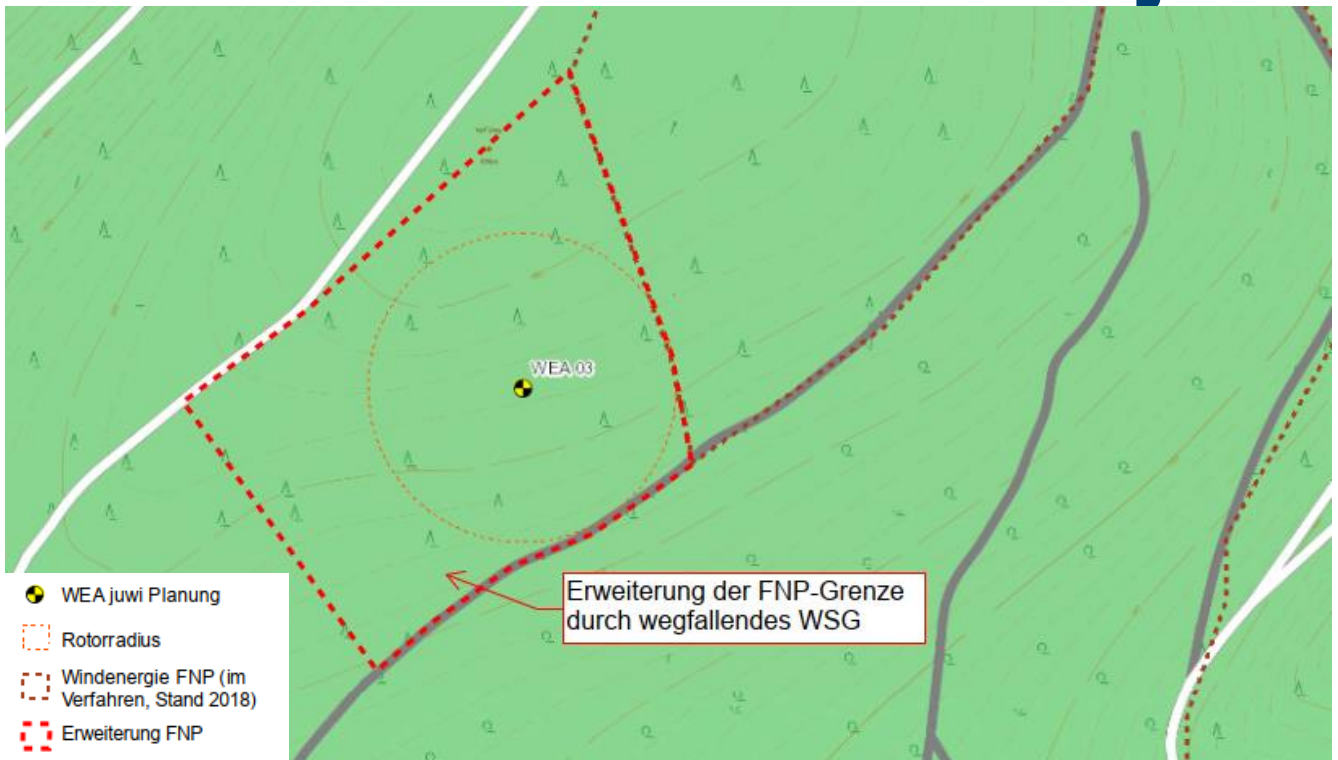 WEA 03
Erweiterung der FNP-Grenze
durch wegfallendes WSG
WEA juwi Planung
Rotorradius
Windenergie FNP (im
Verfahren, Stand 2018)
Erweiterung FNP